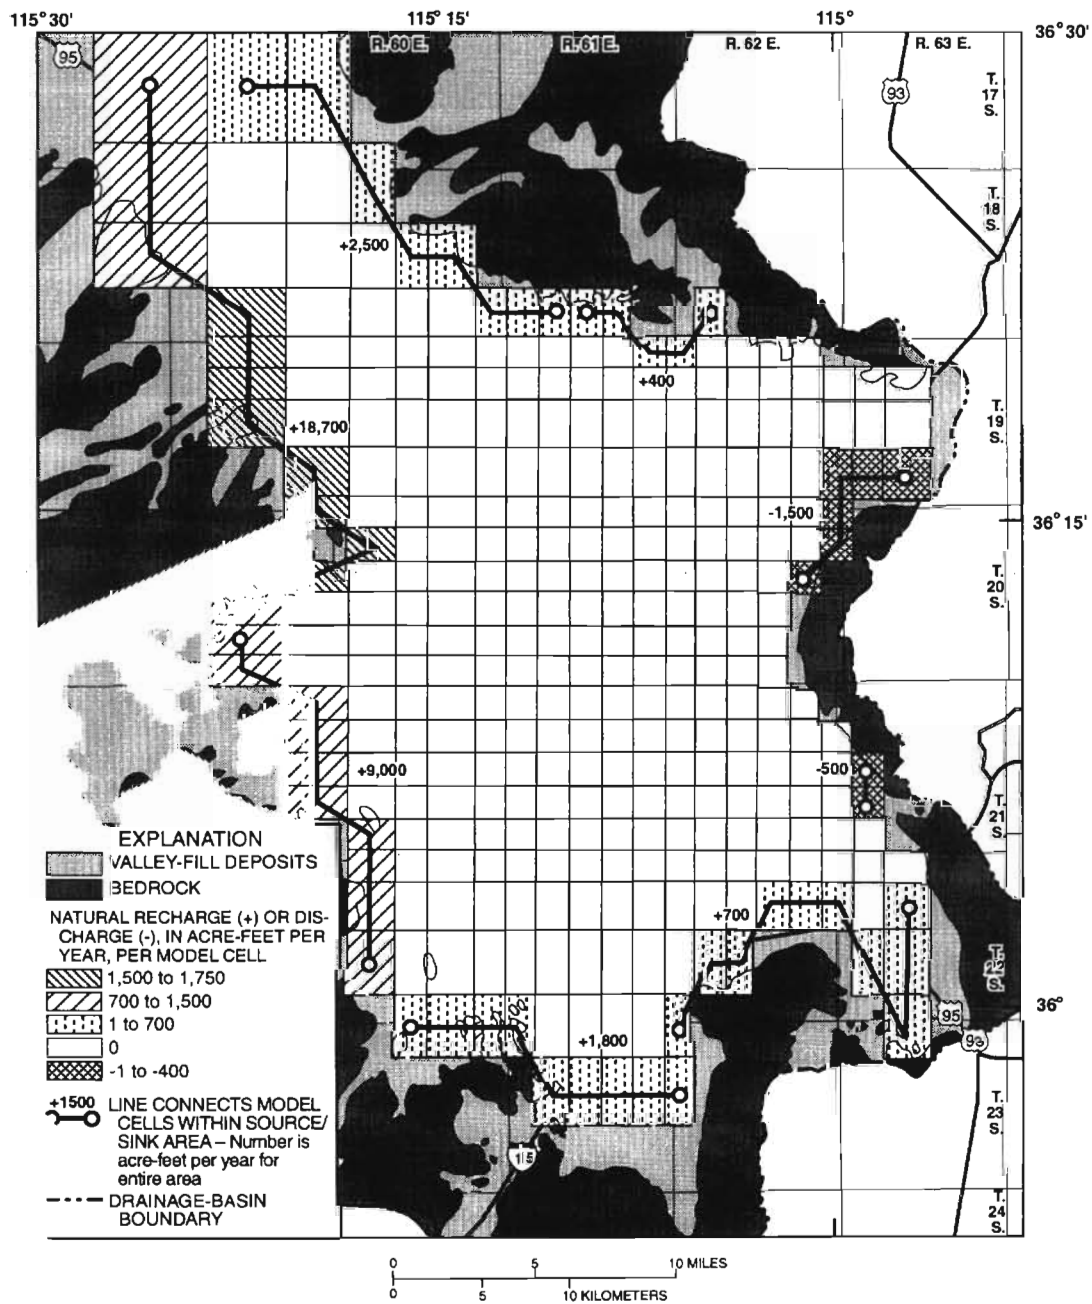 115° 30'
115° 15'
115°
36° 30'
95
R. 60 E.
R. 61 E.
R. 62 E.
R. 63 E.
93
T.
17
S.
T.
18
S.
+2,500
+400
+18,700
T.
19
S.
-1,500
36° 15'
T.
20
S.
+9,000
-500
T.
21
S.
+700
T.
22
S.
95
36°
93
+1,800
T.
23
S.
15
T.
24
S.
EXPLANATION
VALLEY-FILL DEPOSITS
BEDROCK
NATURAL RECHARGE (+) OR DIS-
CHARGE (-), IN ACRE-FEET PER
YEAR, PER MODEL CELL
1,500 to 1,750
700 to 1,500
1 to 700
0
-1 to -400
+1500
LINE CONNECTS MODEL
CELLS WITHIN SOURCE/
SINK AREA – Number is
acre-feet per year for
entire area
DRAINAGE-BASIN
BOUNDARY
0 5 10 MILES
0 5 10 KILOMETERS